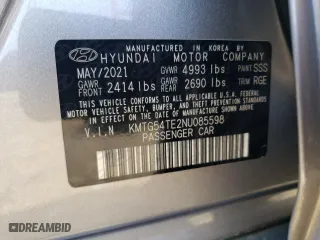 MANUFACTURED IN KOREA BY
HYUNDAI MOTOR COMPANY
MAY/2021 GVWR 4993 lbs PAINT SSS
GAWR FRONT 2414 lbs GAWR REAR 2690 lbs TRIM RGE
THIS VEHICLE CONFORMS TO ALL APPLICABLE U.S. FEDERAL
MOTOR VEHICLE SAFETY, BUMPER, AND THEFT PREVENTION
STANDARDS IN EFFECT ON THE DATE OF MANUFACTURE SHOWN ABOVE.
V.I.N KMTG54TE2NU085598
PASSENGER CAR